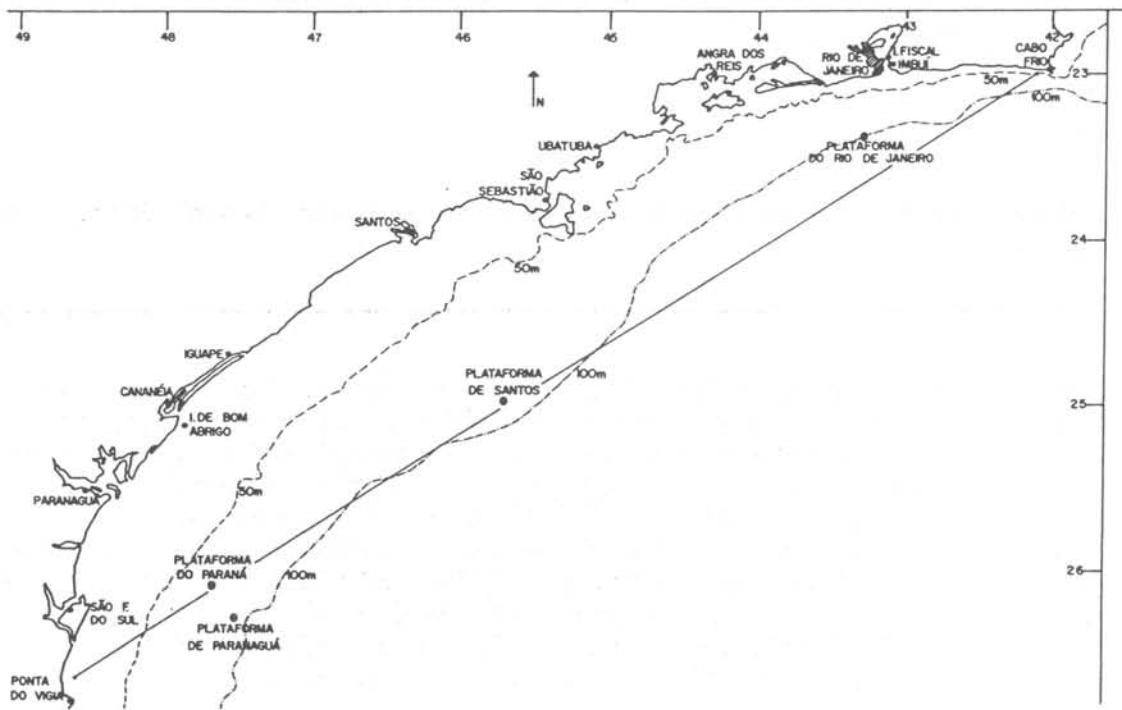 49
48
47
46
45
44
43
42
ANGRA DOS
REIS
RIO DE
JANEIRO
I. FISCAL
IMBUÍ
CABO
FRIO
23
50m
100m
N
UBATUBA
PLATAFORMA
DO RIO DE JANEIRO
SÃO
SEBASTIÃO
SANTOS
24
50m
IGUAPE
PLATAFORMA
DE SANTOS
100m
CANANÉIA
25
I. DE BOM
ABRIGO
50m
PARANAGUÁ
PLATAFORMA
DO PARANÁ
100m
26
SÃO F.
DO SUL
PLATAFORMA
DE PARANAGUÁ
PONTA
DO VIGIA